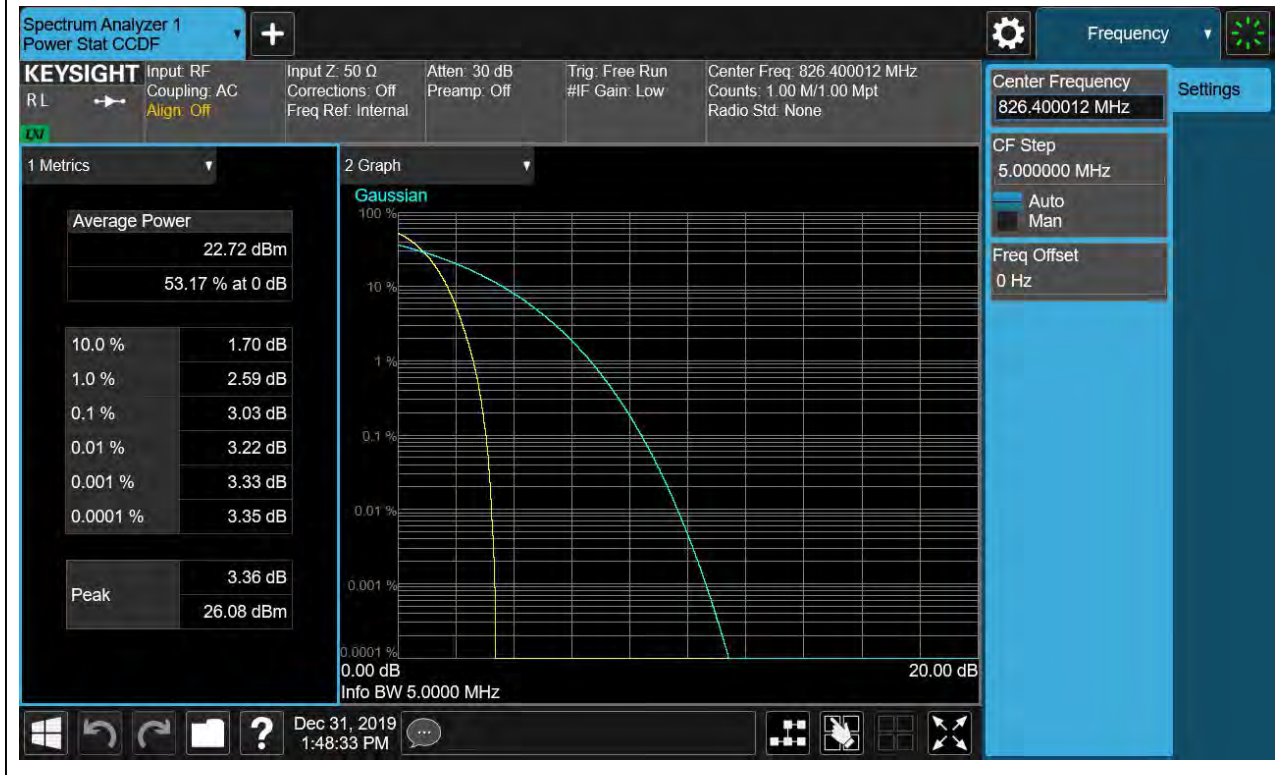 Spectrum Analyzer 1
Power Stat CCDF
Frequency
KEYSIGHT
R L
Input: RF
Coupling: AC
Align: Off
Input Z: 50 Ω
Corrections: Off
Freq Ref: Internal
Atten: 30 dB
Preamp: Off
Trig: Free Run
#IF Gain: Low
Center Freq: 826.400012 MHz
Counts: 1.00 M/1.00 Mpt
Radio Std: None
Center Frequency
826.400012 MHz
Settings
CF Step
5.000000 MHz
Auto
Man
Freq Offset
0 Hz
1 Metrics
Average Power
22.72 dBm
53.17 % at 0 dB
10.0 % 1.70 dB
1.0 % 2.59 dB
0.1 % 3.03 dB
0.01 % 3.22 dB
0.001 % 3.33 dB
0.0001 % 3.35 dB
Peak
3.36 dB
26.08 dBm
2 Graph
Gaussian
100 %
10 %
1 %
0.1 %
0.01 %
0.001 %
0.0001 %
0.00 dB 20.00 dB
Info BW 5.0000 MHz
Dec 31, 2019
1:48:33 PM